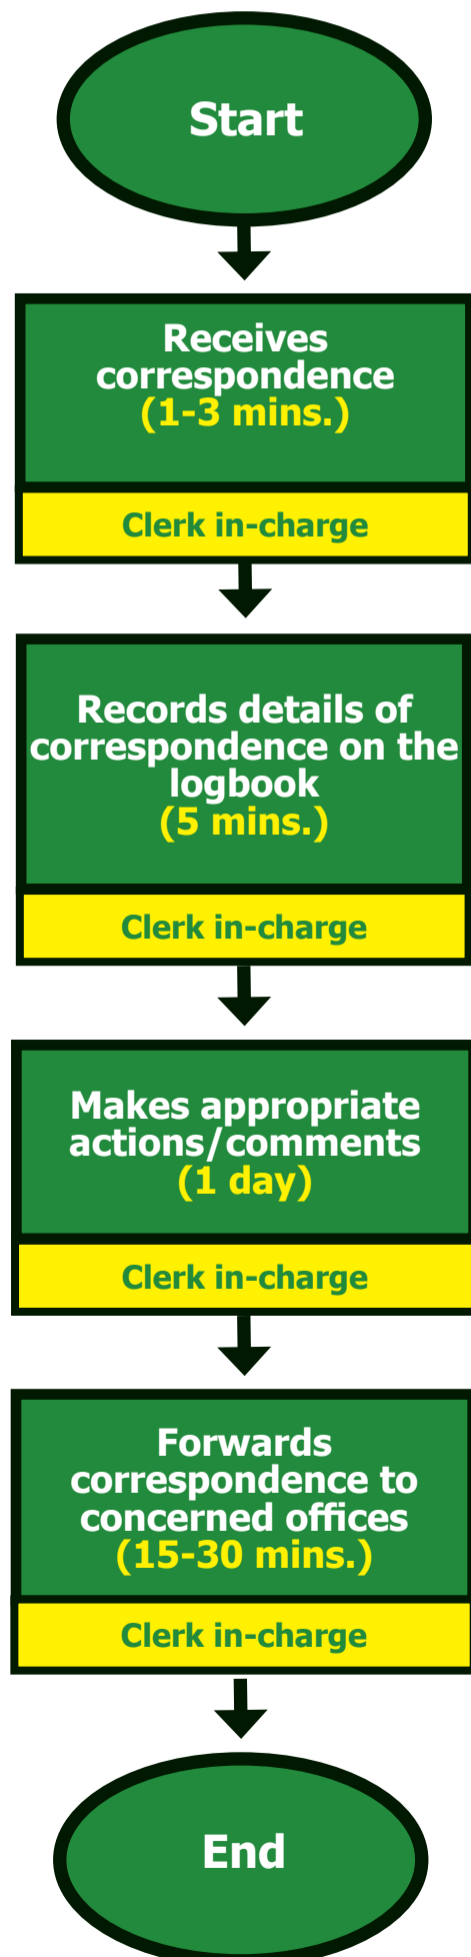 Start
Receives
correspondence
(1-3 mins.)
Clerk in-charge
Records details of
correspondence on the
logbook
(5 mins.)
Clerk in-charge
Makes appropriate
actions/comments
(1 day)
Clerk in-charge
Forwards
correspondence to
concerned offices
(15-30 mins.)
Clerk in-charge
End